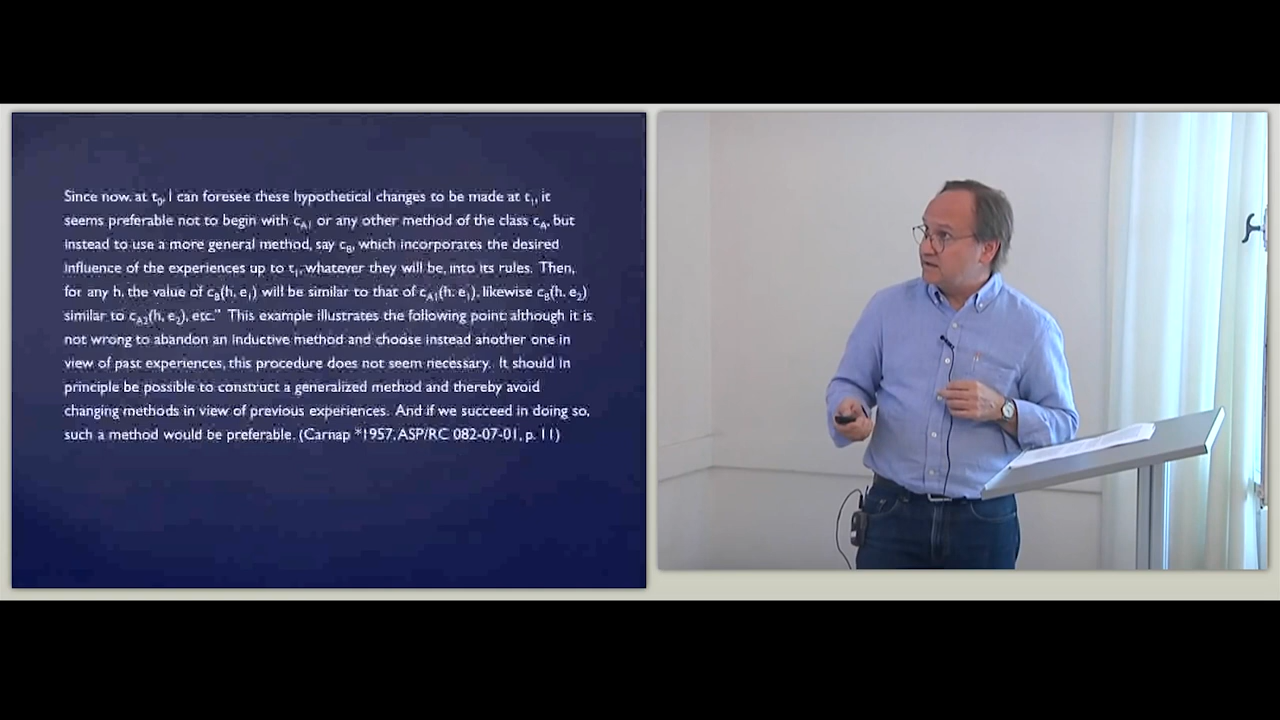 Since now, at t₀, I can foresee these hypothetical changes to be made at t₁, it
seems preferable not to begin with c_A1 or any other method of the class c_A, but
instead to use a more general method, say c_B, which incorporates the desired
influence of the experiences up to t₁, whatever they will be, into its rules. Then,
for any h, the value of c_B(h, e₁) will be similar to that of c_A1(h, e₁), likewise c_B(h, e₂)
similar to c_A2(h, e₂), etc." This example illustrates the following point: although it is
not wrong to abandon an inductive method and choose instead another one in
view of past experiences, this procedure does not seem necessary. It should in
principle be possible to construct a generalized method and thereby avoid
changing methods in view of previous experiences. And if we succeed in doing so,
such a method would be preferable. (Carnap *1957, ASP/RC 082-07-01, p. 11)